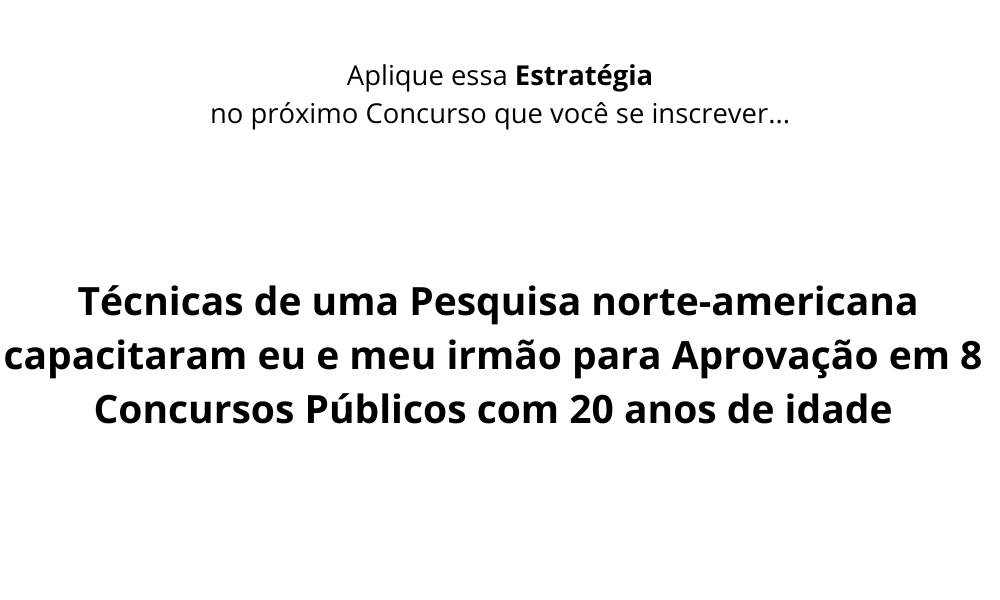 Aplique essa Estratégia
no próximo Concurso que você se inscrever...
Técnicas de uma Pesquisa norte-americana
capacitaram eu e meu irmão para Aprovação em 8
Concursos Públicos com 20 anos de idade